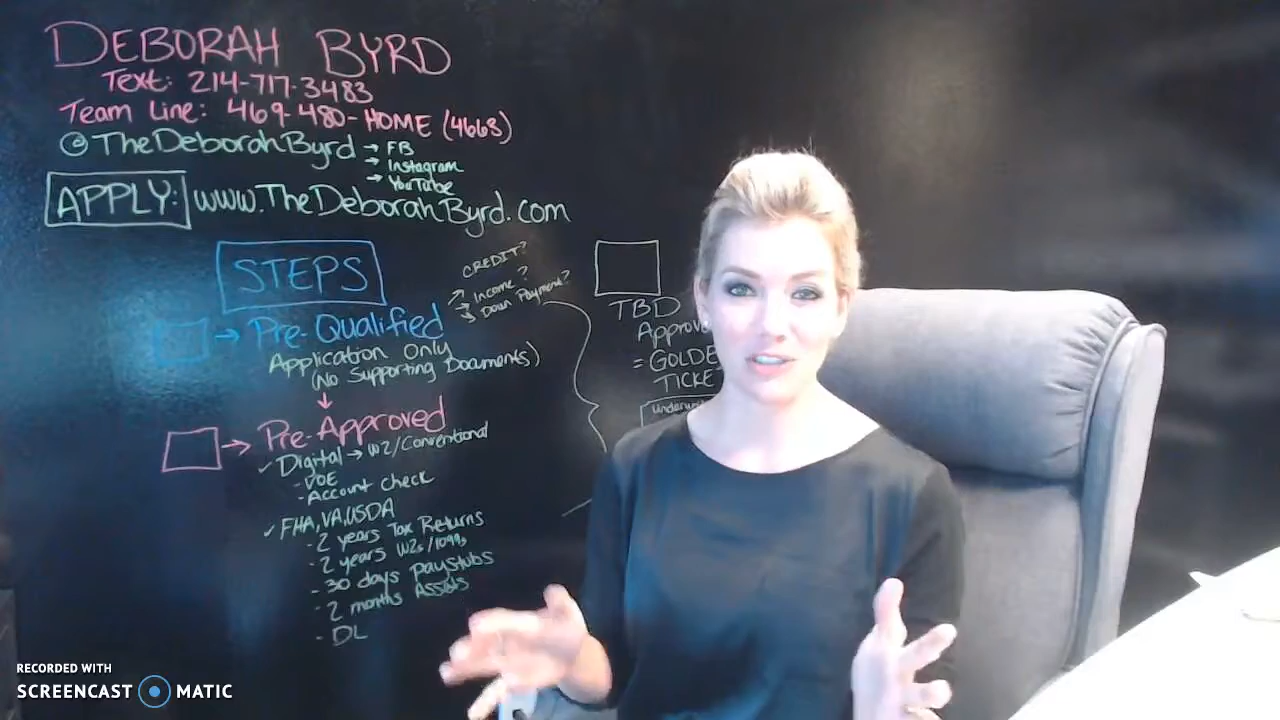 DEBORAH BYRD
Text: 214-717-3483
Team Line: 469-480-HOME (4663)
@TheDeborahByrd → FB
→ Instagram
→ YouTube
APPLY: www.TheDeborahByrd.com
STEPS
CREDIT?
Income?
Down Payment?
→ Pre-Qualified
Application Only
(No Supporting Documents)
→ Pre-Approved
✓ Digital → W2/Conventional
- VOE
- Account check
✓ FHA, VA, USDA
- 2 years Tax Returns
- 2 years W2s/1099s
- 30 days paystubs
- 2 months Assets
- DL
TBD
Approv
= GOLDE
TICKE
Underwri
RECORDED WITH
SCREENCAST MATIC